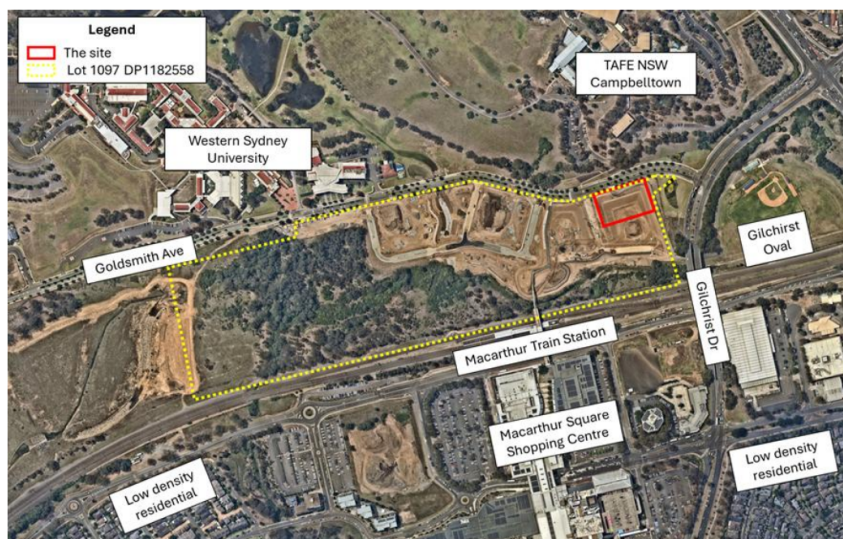 Legend
The site
Lot 1097 DP1182558
TAFE NSW
Campbelltown
Western Sydney
University
Goldsmith Ave
Gilchirst
Oval
Gilchrist Dr
Macarthur Train Station
Macarthur Square
Shopping Centre
Low density
residential
Low density
residential